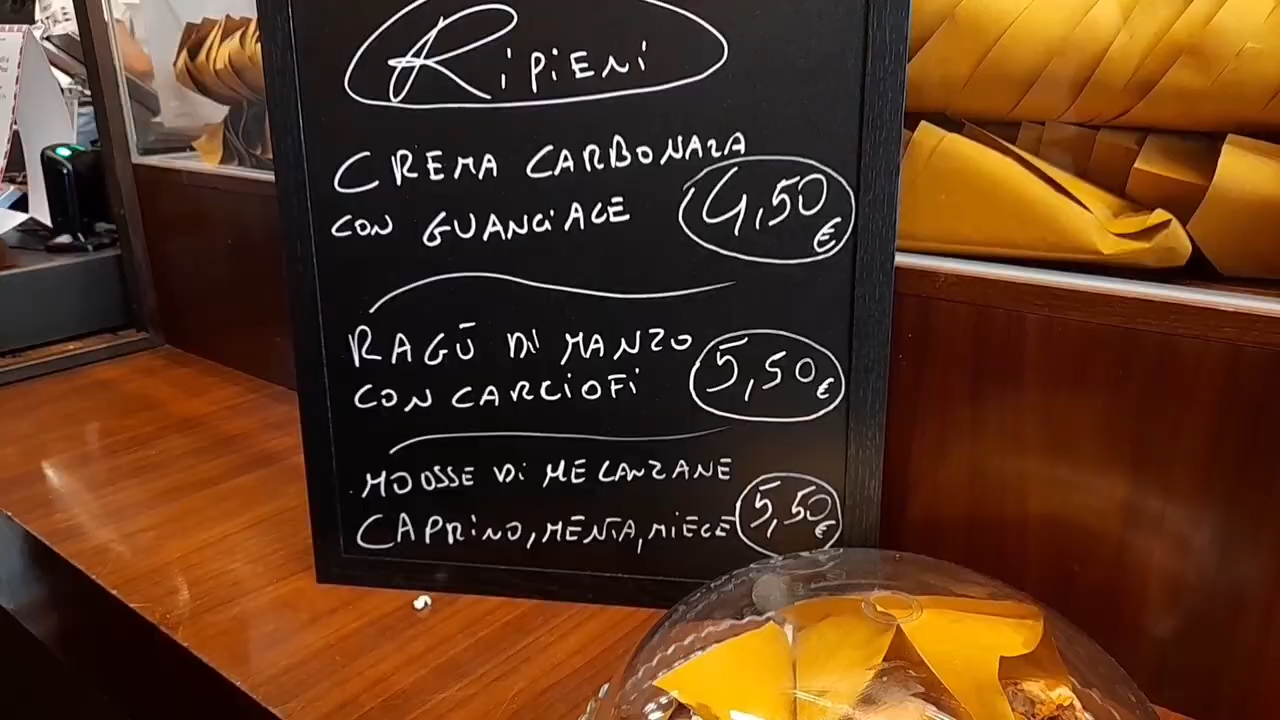 Ripieni
CREMA CARBONARA
CON GUANCIALE
4,50 €
RAGÙ DI MANZO
CON CARCIOFI
5,50 €
MOUSSE DI MELANZANE
CAPRINO, MENTA, MIELE
5,50 €